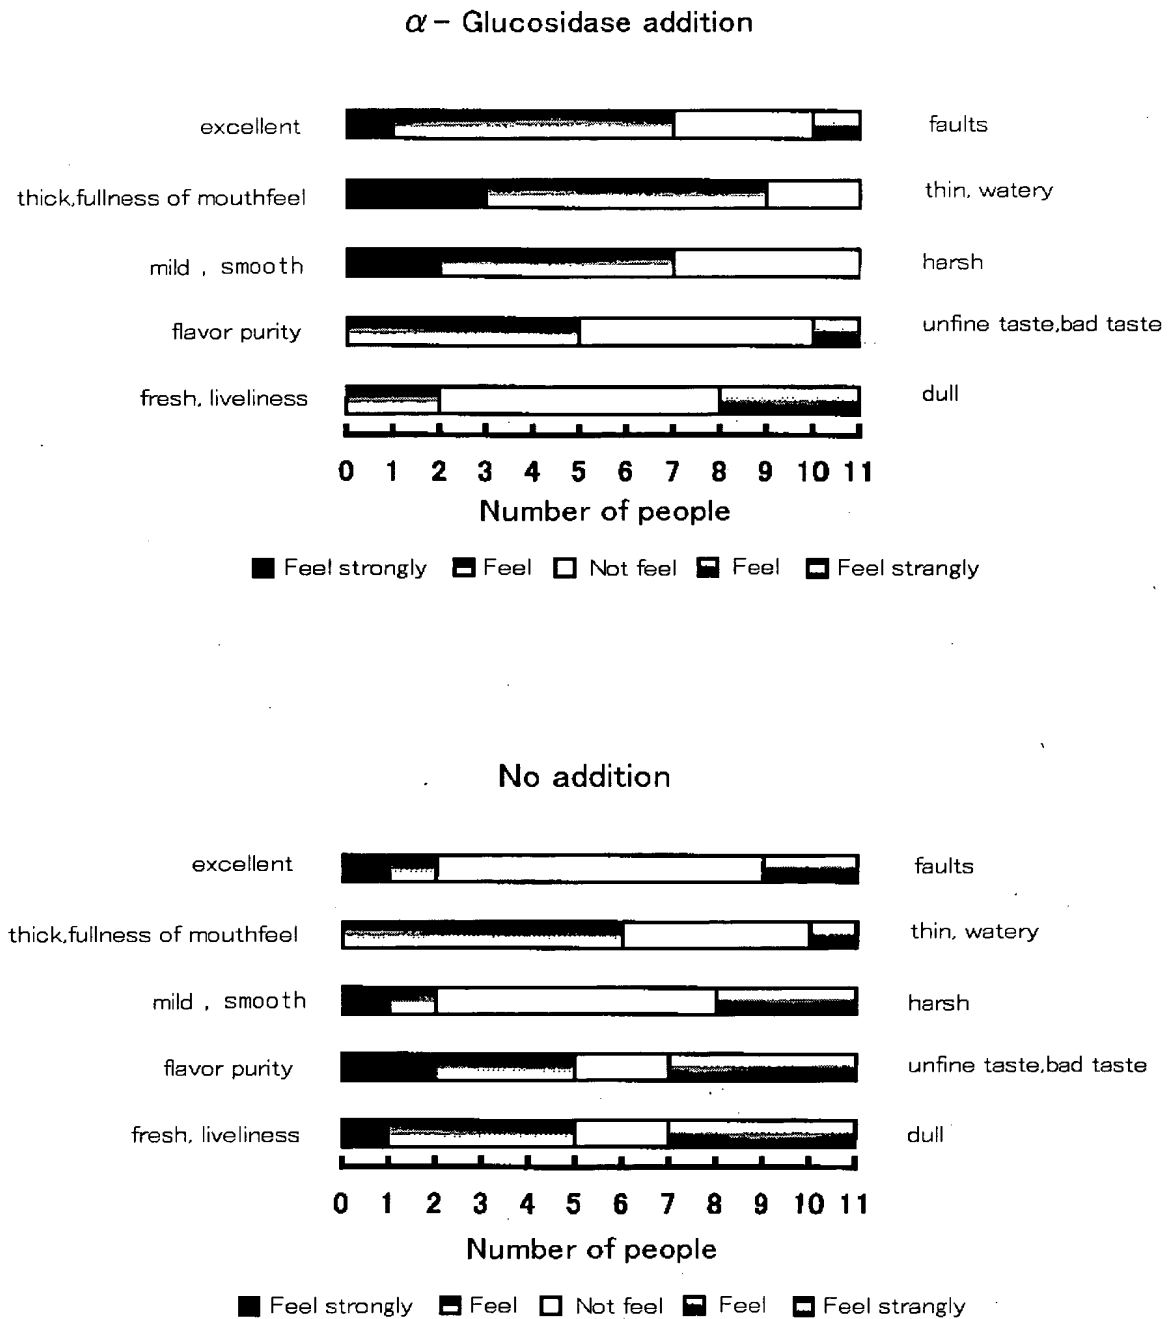 α- Glucosidase addition
excellent faults
thick,fullness of mouthfeel thin, watery
mild , smooth harsh
flavor purity unfine taste,bad taste
fresh, liveliness dull
0 1 2 3 4 5 6 7 8 9 10 11
Number of people
Feel strongly Feel Not feel Feel Feel strangly
No addition
excellent faults
thick,fullness of mouthfeel thin, watery
mild , smooth harsh
flavor purity unfine taste,bad taste
fresh, liveliness dull
0 1 2 3 4 5 6 7 8 9 10 11
Number of people
Feel strongly Feel Not feel Feel Feel strangly